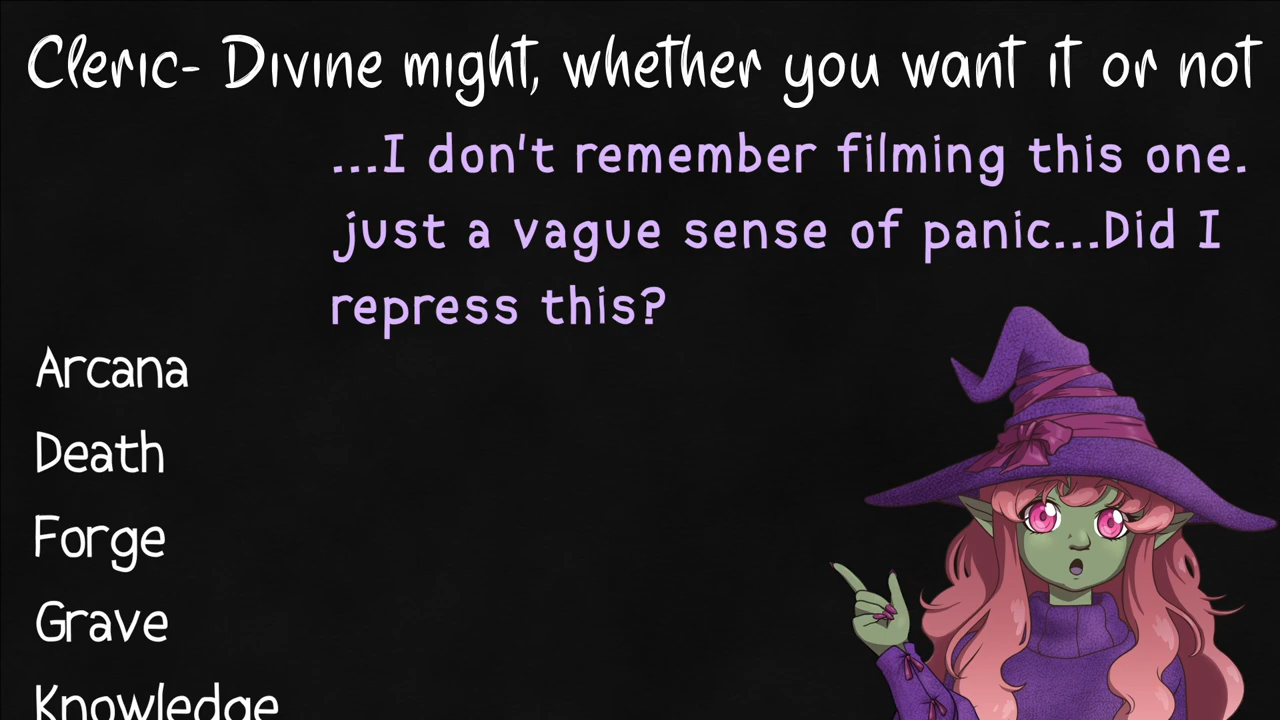 Cleric- Divine might, whether you want it or not
...I don't remember filming this one.
just a vague sense of panic...Did I
repress this?
Arcana
Death
Forge
Grave
Knowledge